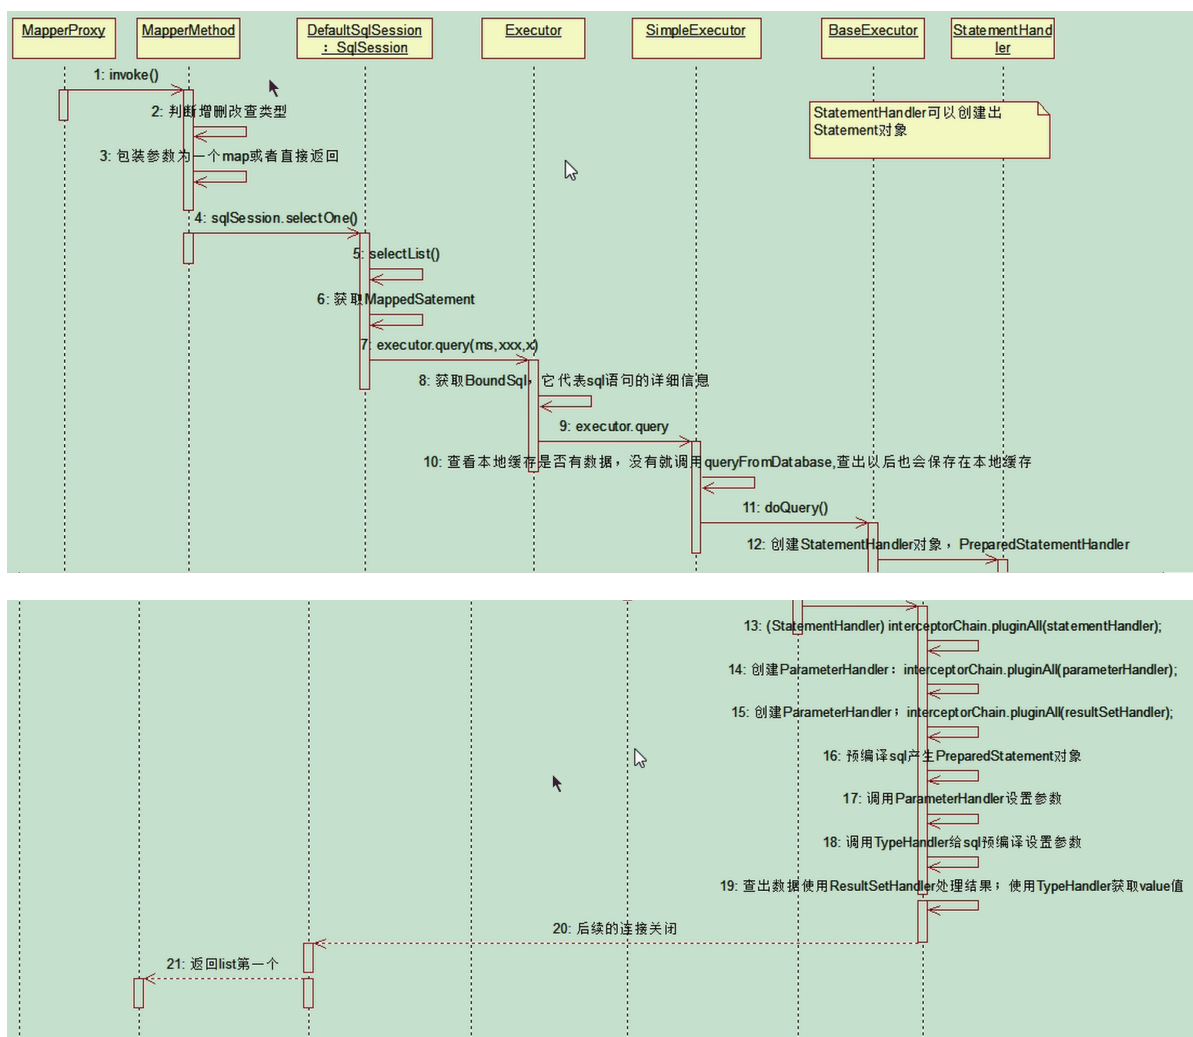 MapperProxy
MapperMethod
DefaultSqlSession
: SqlSession
Executor
SimpleExecutor
BaseExecutor
StatementHand
ler
1: invoke()
2: 判断增删改查类型
StatementHandler可以创建出
Statement对象
3: 包装参数为一个map或者直接返回
4: sqlSession.selectOne()
5: selectList()
6: 获取MappedSatement
7: executor.query(ms,xxx,x)
8: 获取BoundSql，它代表sql语句的详细信息
9: executor.query
10: 查看本地缓存是否有数据，没有就调用queryFromDatabase,查出以后也会保存在本地缓存
11: doQuery()
12: 创建StatementHandler对象，PreparedStatementHandler
13: (StatementHandler) interceptorChain.pluginAll(statementHandler);
14: 创建ParameterHandler：interceptorChain.pluginAll(parameterHandler);
15: 创建ParameterHandler；interceptorChain.pluginAll(resultSetHandler);
16: 预编译sql产生PreparedStatement对象
17: 调用ParameterHandler设置参数
18: 调用TypeHandler给sql预编译设置参数
19: 查出数据使用ResultSetHandler处理结果；使用TypeHandler获取value值
20: 后续的连接关闭
21: 返回list第一个